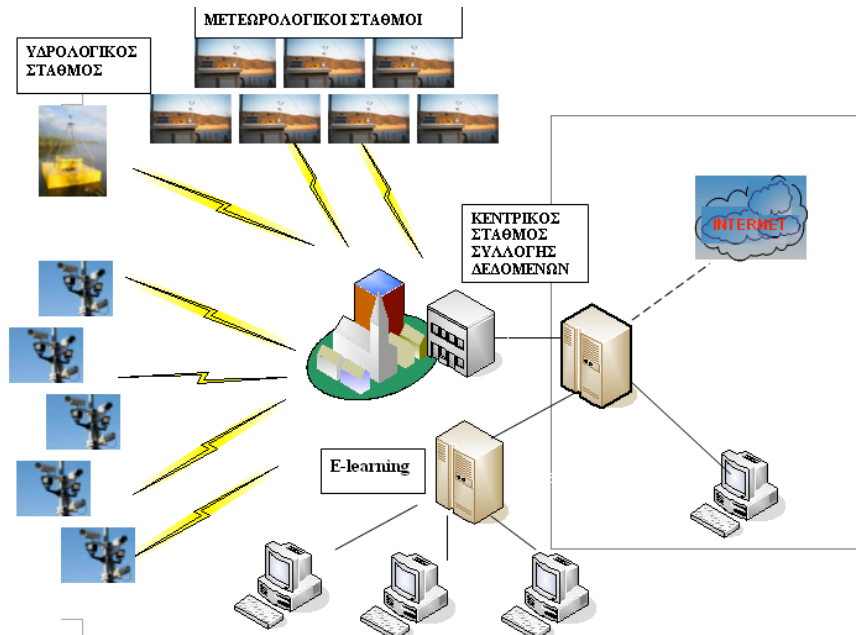 ΜΕΤΕΩΡΟΛΟΓΙΚΟΙ ΣΤΑΘΜΟΙ
ΥΔΡΟΛΟΓΙΚΟΣ
ΣΤΑΘΜΟΣ
ΚΕΝΤΡΙΚΟΣ
ΣΤΑΘΜΟΣ
ΣΥΛΛΟΓΗΣ
ΔΕΔΟΜΕΝΩΝ
INTERNET
E-learning